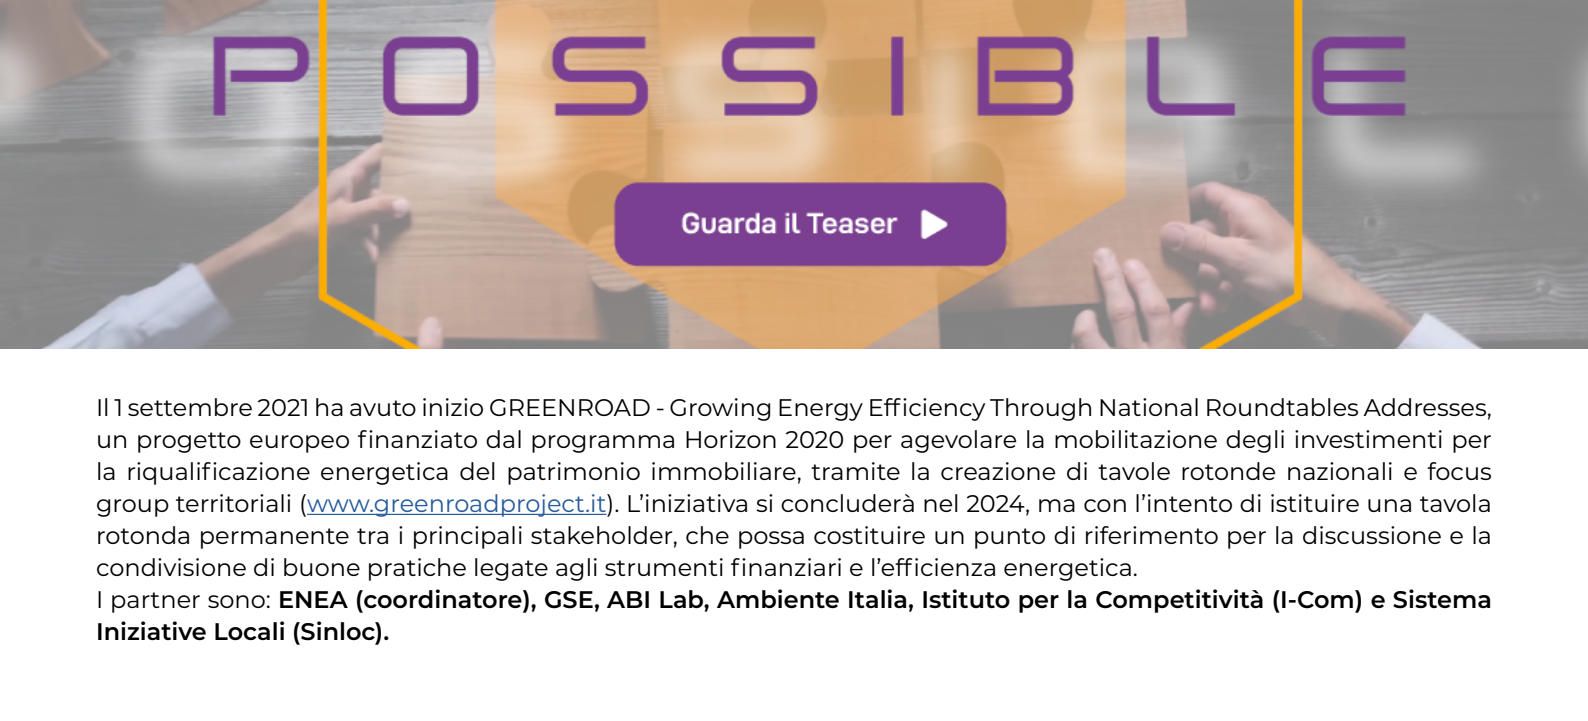 POSSIBLE
Guarda il Teaser
Il 1 settembre 2021 ha avuto inizio GREENROAD - Growing Energy Efficiency Through National Roundtables Addresses,
un progetto europeo finanziato dal programma Horizon 2020 per agevolare la mobilitazione degli investimenti per
la riqualificazione energetica del patrimonio immobiliare, tramite la creazione di tavole rotonde nazionali e focus
group territoriali (www.greenroadproject.it). L’iniziativa si concluderà nel 2024, ma con l’intento di istituire una tavola
rotonda permanente tra i principali stakeholder, che possa costituire un punto di riferimento per la discussione e la
condivisione di buone pratiche legate agli strumenti finanziari e l’efficienza energetica.
I partner sono: ENEA (coordinatore), GSE, ABI Lab, Ambiente Italia, Istituto per la Competitività (I-Com) e Sistema
Iniziative Locali (Sinloc).